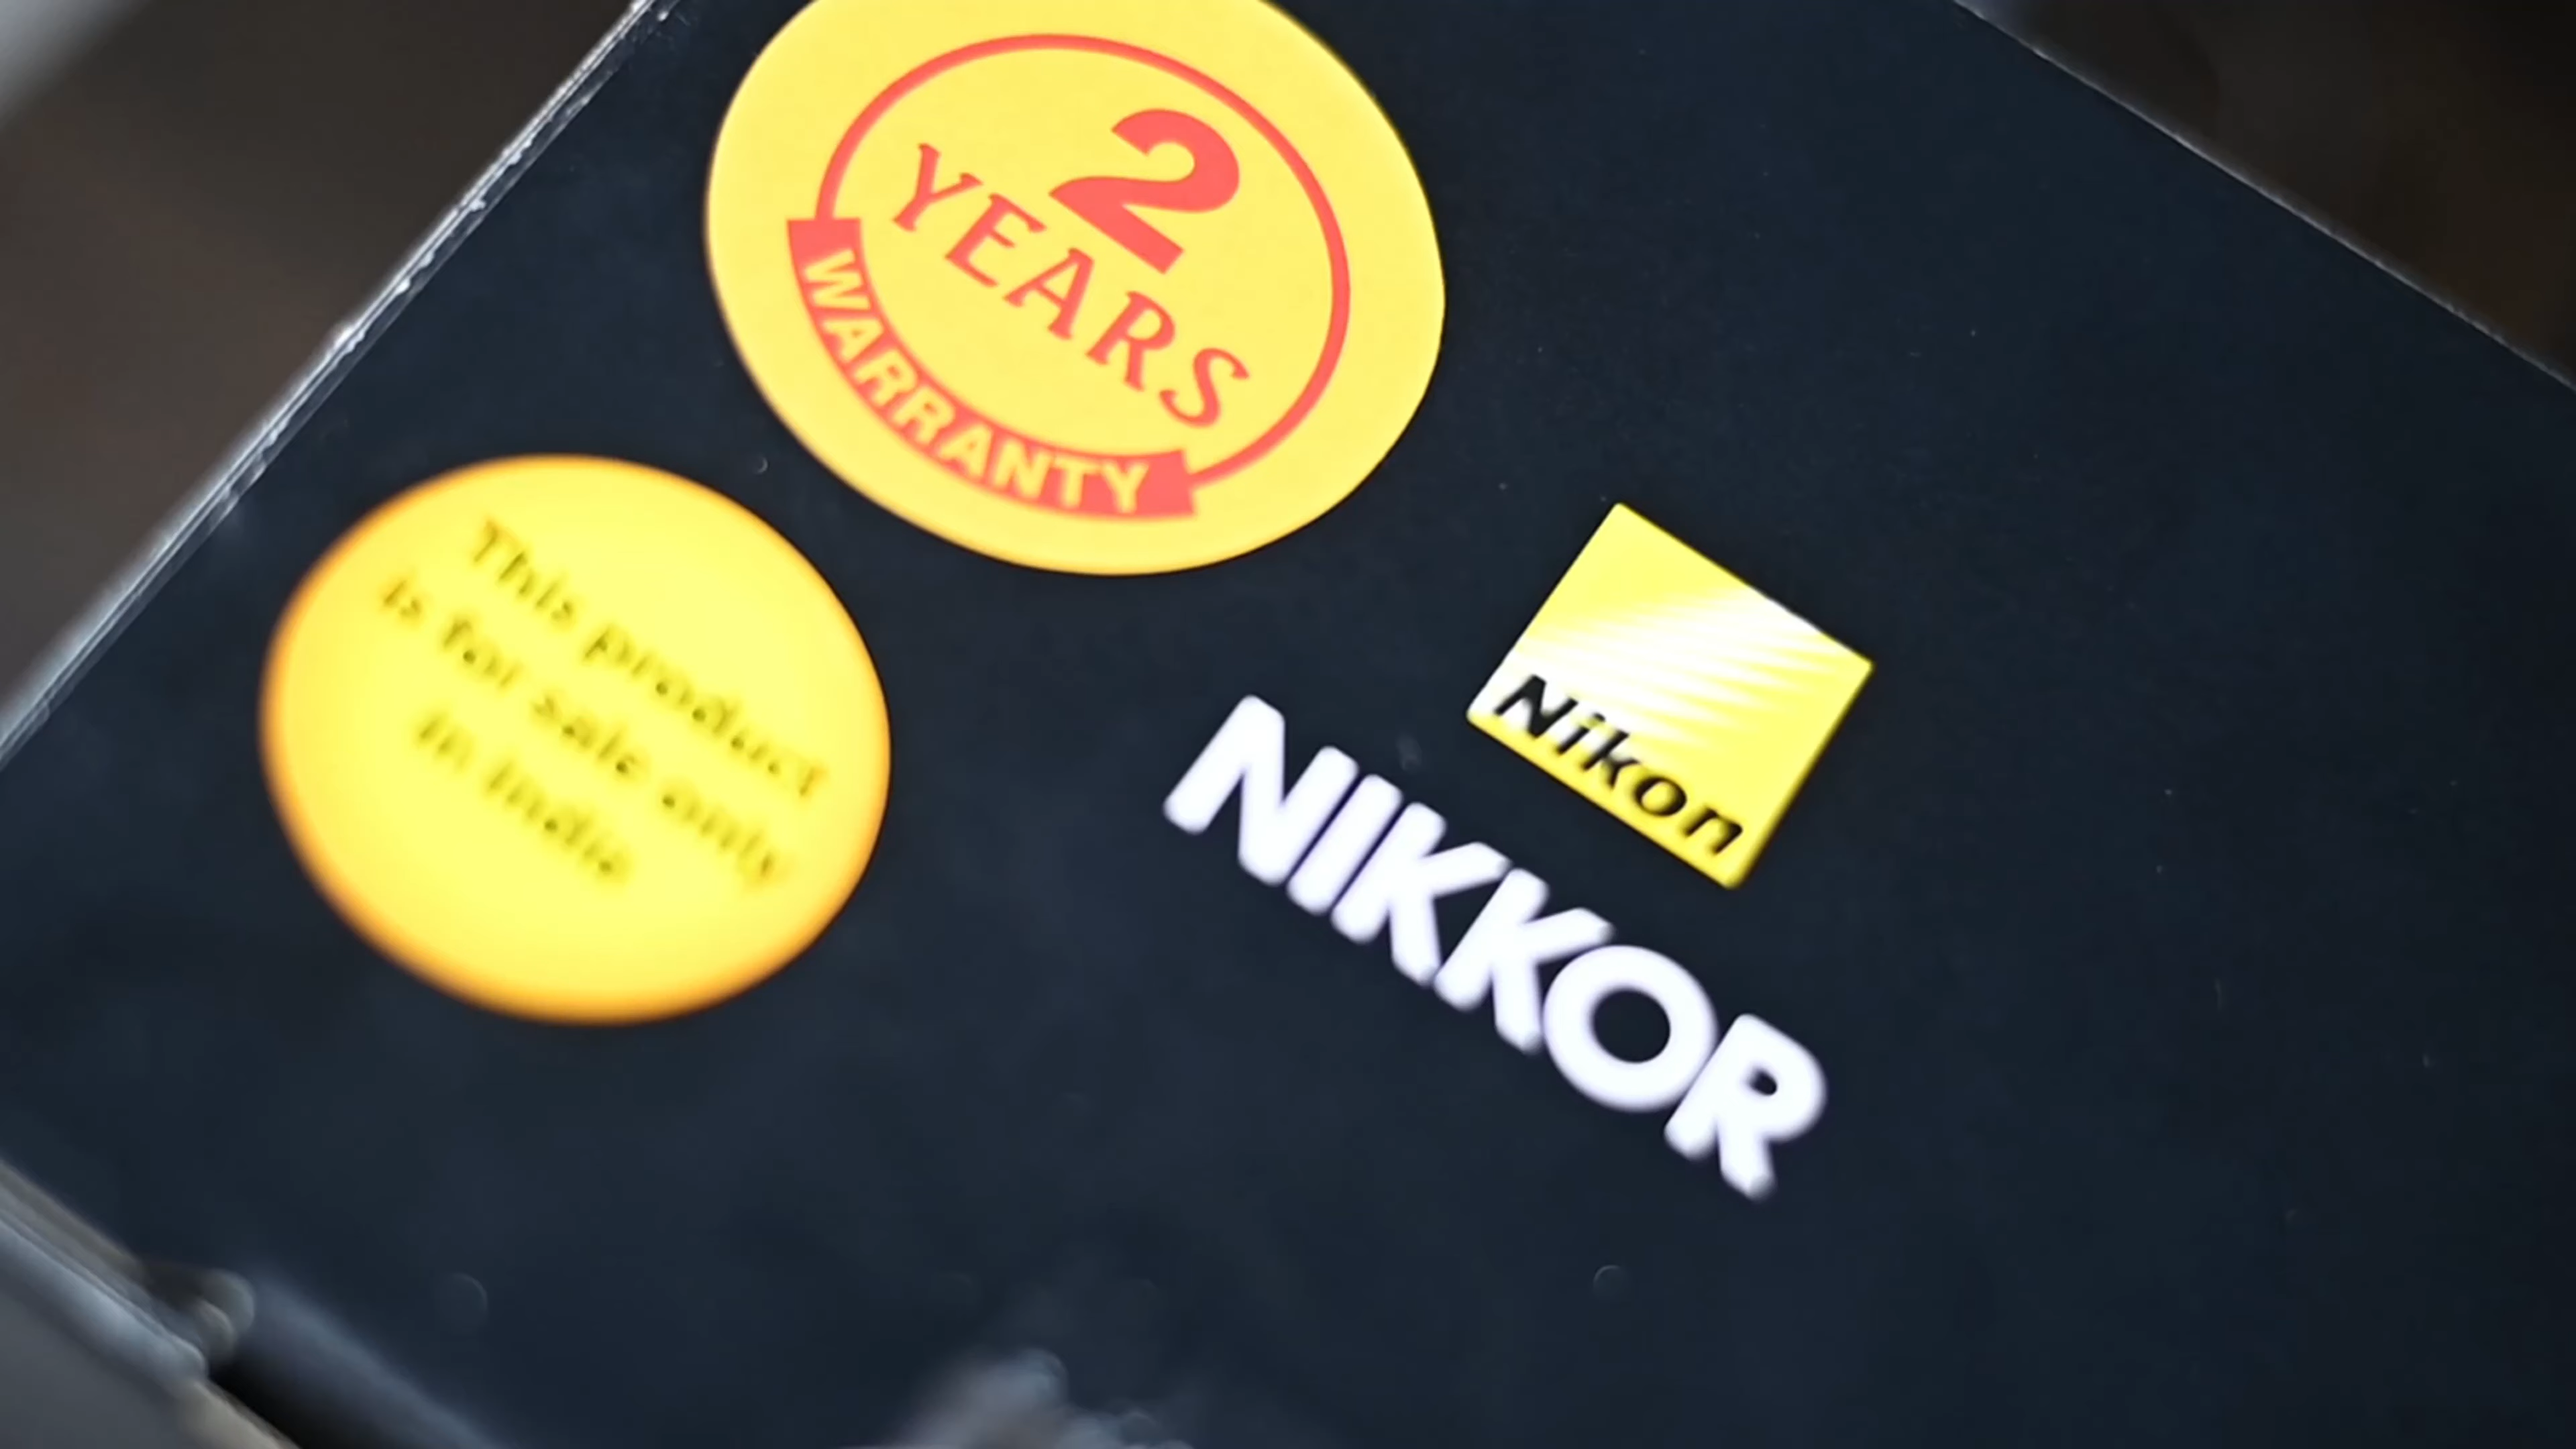 2
YEARS
WARRANTY
This product
is for sale only
in India
Nikon
NIKKOR